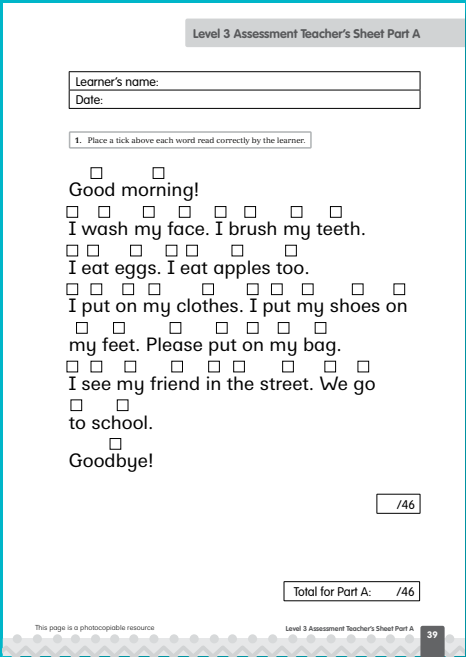 Level 3 Assessment Teacher's Sheet Part A
Learner's name:
Date:
1. Place a tick above each word read correctly by the learner.
Good morning!
I wash my face. I brush my teeth.
I eat eggs. I eat apples too.
I put on my clothes. I put my shoes on
my feet. Please put on my bag.
I see my friend in the street. We go
to school.
Goodbye!
/46
Total for Part A: /46
This page is a photocopiable resource
Level 3 Assessment Teacher's Sheet Part A
39